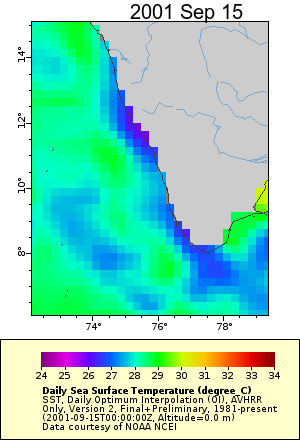 2001 Sep 15
14°
12°
10°
8°
74° 76° 78°
24 25 26 27 28 29 30 31 32 33 34
Daily Sea Surface Temperature (degree_C)
SST, Daily Optimum Interpolation (OI), AVHRR
Only, Version 2, Final+Preliminary, 1981-present
(2001-09-15T00:00:00Z, Altitude=0.0 m)
Data courtesy of NOAA NCEI